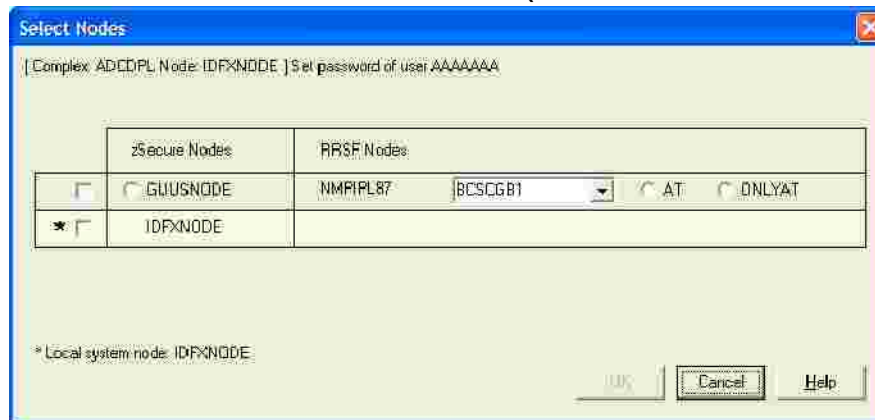 Select Nodes
[ Complex: ADCDPL Node: IDFXNODE ] Set password of user AAAAAAA
zSecure Nodes RRSF Nodes
GUUSNODE NMPIPL87 BCSCGB1 AT ONLYAT
* IDFXNODE
* Local system node: IDFXNODE
OK Cancel Help